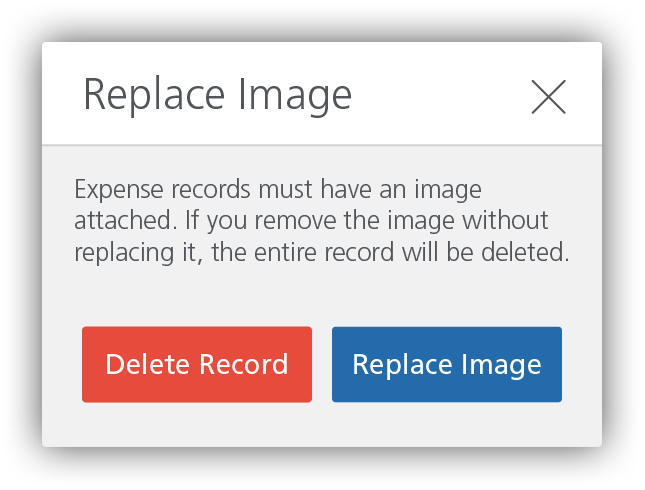 Replace Image
Expense records must have an image
attached. If you remove the image without
replacing it, the entire record will be deleted.
Delete Record
Replace Image